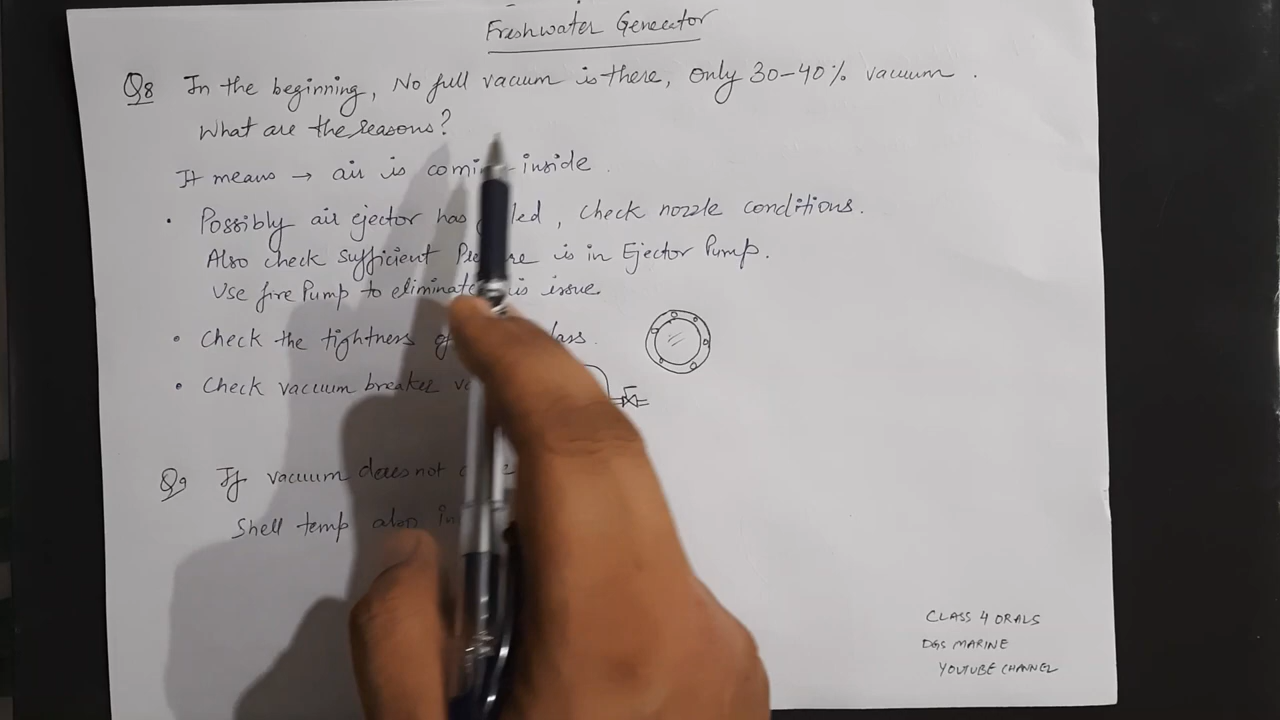 Freshwater Generator
Q8 In the beginning, No full vacuum is there, Only 30-40% vacuum.
What are the reasons?
It means → air is inside.
• Possibly air ejector has, check nozzle conditions.
Also check sufficient is in Ejector Pump.
Use fire Pump to issue
• Check the tightness
• Check vacuum breaker
Q9 If vacuum does not
Shell temp also
CLASS 4 ORALS
DGS MARINE
YOUTUBE CHANNEL